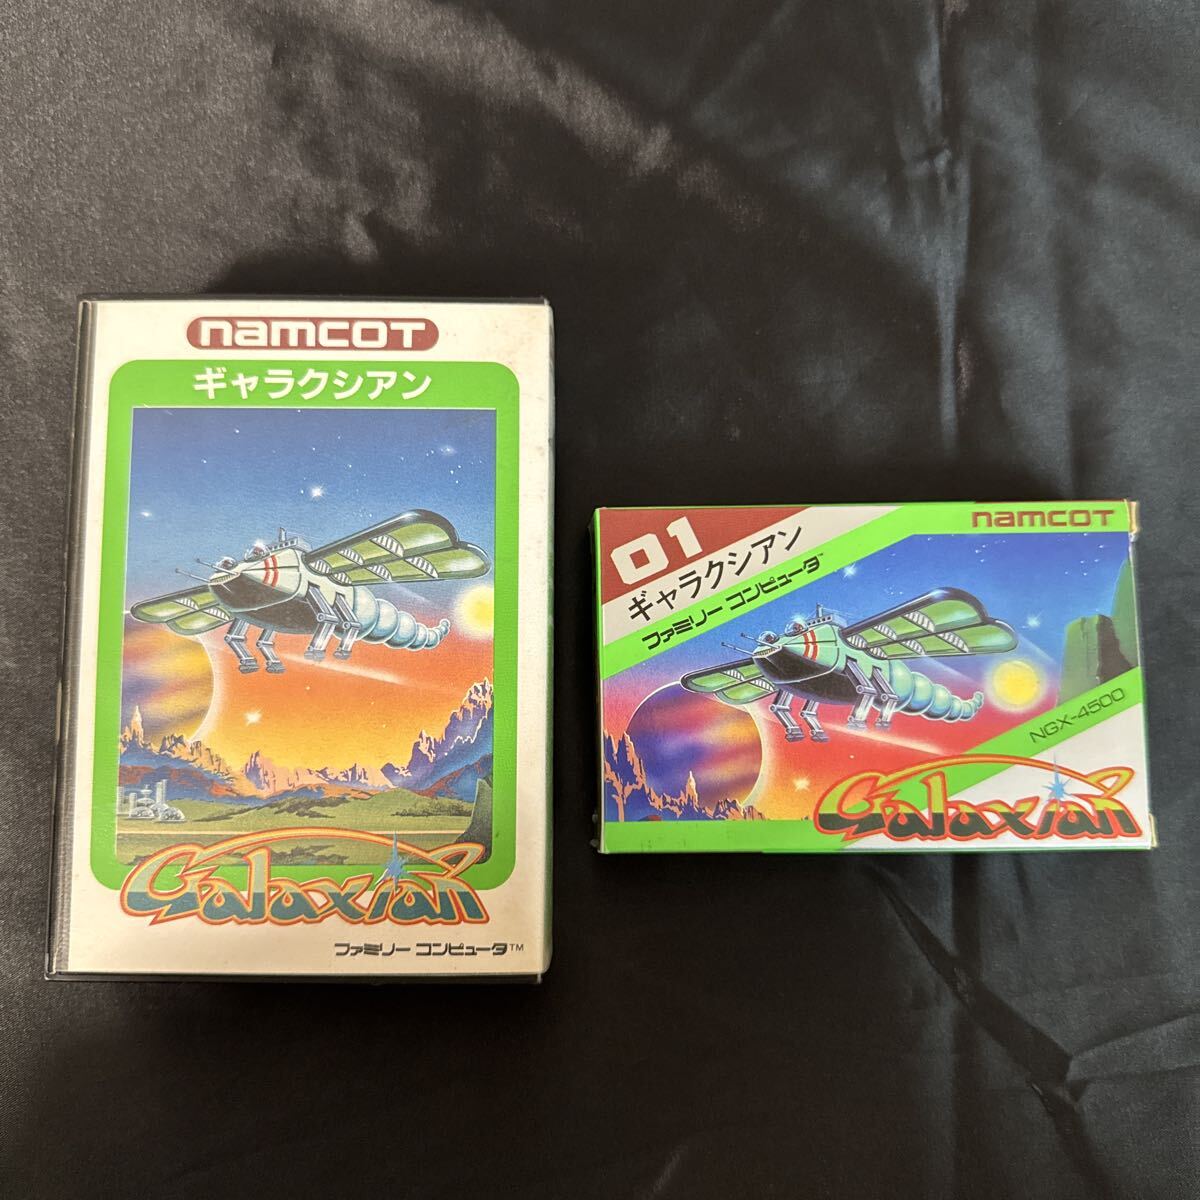 namcot
ギャラクシアン
Galaxian
ファミリー コンピュータ™
01
ギャラクシアン
ファミリー コンピュータ™
namcot
NGX-4500
Galaxian